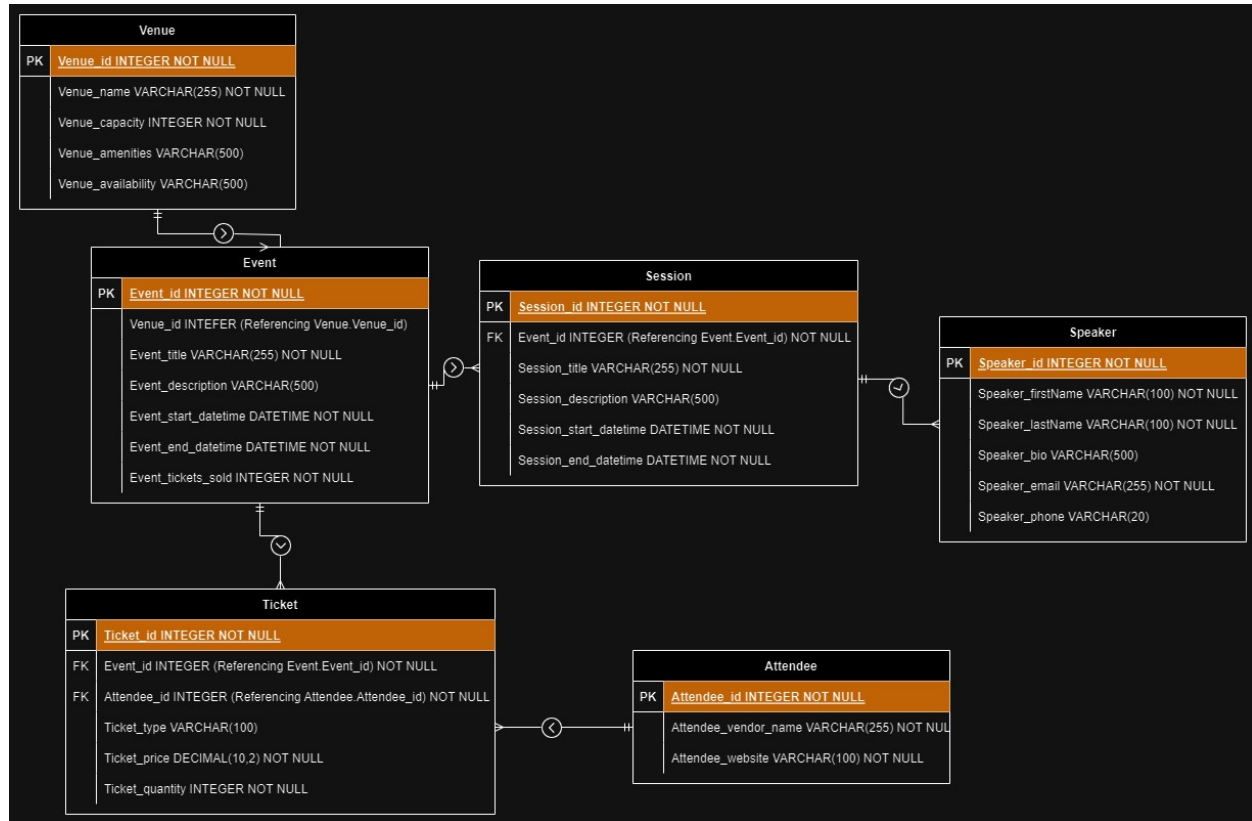 Venue
PK Venue_id INTEGER NOT NULL
Venue_name VARCHAR(255) NOT NULL
Venue_capacity INTEGER NOT NULL
Venue_amenities VARCHAR(500)
Venue_availability VARCHAR(500)
Event
PK Event_id INTEGER NOT NULL
Venue_id INTEFER (Referencing Venue.Venue_id)
Event_title VARCHAR(255) NOT NULL
Event_description VARCHAR(500)
Event_start_datetime DATETIME NOT NULL
Event_end_datetime DATETIME NOT NULL
Event_tickets_sold INTEGER NOT NULL
Session
PK Session_id INTEGER NOT NULL
FK Event_id INTEGER (Referencing Event.Event_id) NOT NULL
Session_title VARCHAR(255) NOT NULL
Session_description VARCHAR(500)
Session_start_datetime DATETIME NOT NULL
Session_end_datetime DATETIME NOT NULL
Speaker
PK Speaker_id INTEGER NOT NULL
Speaker_firstName VARCHAR(100) NOT NULL
Speaker_lastName VARCHAR(100) NOT NULL
Speaker_bio VARCHAR(500)
Speaker_email VARCHAR(255) NOT NULL
Speaker_phone VARCHAR(20)
Ticket
PK Ticket_id INTEGER NOT NULL
FK Event_id INTEGER (Referencing Event.Event_id) NOT NULL
FK Attendee_id INTEGER (Referencing Attendee.Attendee_id) NOT NULL
Ticket_type VARCHAR(100)
Ticket_price DECIMAL(10,2) NOT NULL
Ticket_quantity INTEGER NOT NULL
Attendee
PK Attendee_id INTEGER NOT NULL
Attendee_vendor_name VARCHAR(255) NOT NUL
Attendee_website VARCHAR(100) NOT NULL